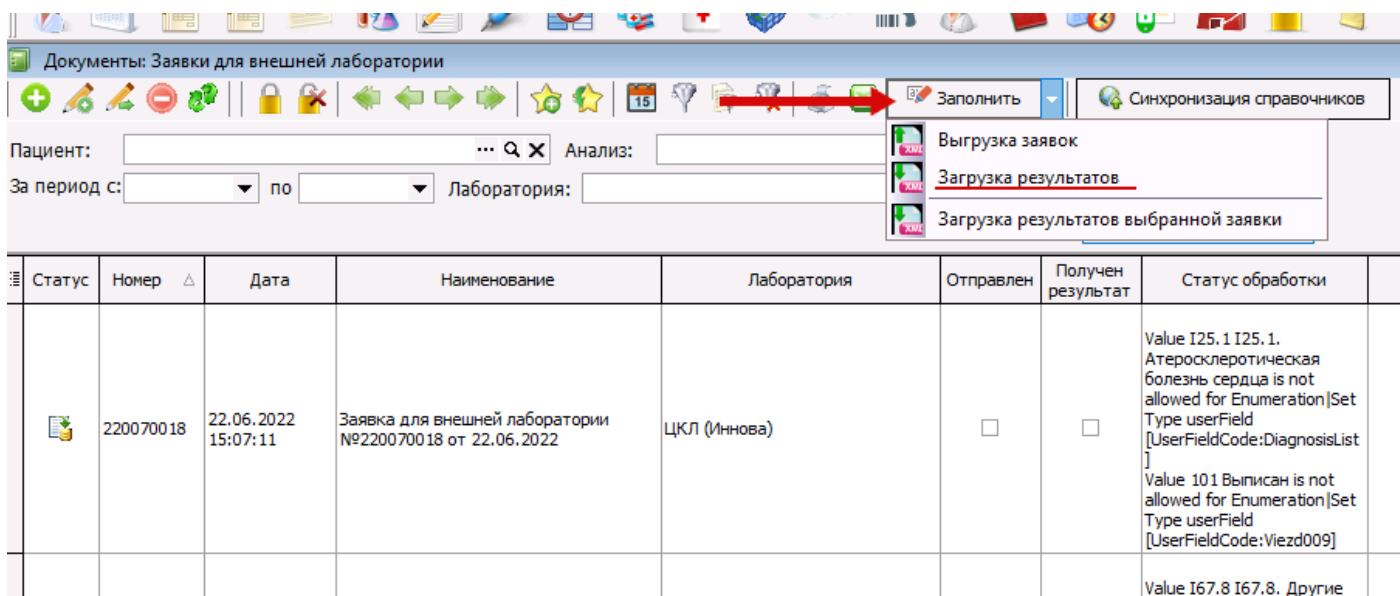 Документы: Заявки для внешней лаборатории
15
Заполнить
Синхронизация справочников
Пациент:
Анализ:
За период с:
по
Лаборатория:
XML Выгрузка заявок
XML Загрузка результатов
XML Загрузка результатов выбранной заявки
Статус
Номер
Дата
Наименование
Лаборатория
Отправлен
Получен
результат
Статус обработки
220070018
22.06.2022
15:07:11
Заявка для внешней лаборатории
№220070018 от 22.06.2022
ЦКЛ (Иннова)
Value I25.1 I25.1.
Атеросклеротическая
болезнь сердца is not
allowed for Enumeration|Set
Type userField
[UserFieldCode:DiagnosisList
]
Value 101 Выписан is not
allowed for Enumeration|Set
Type userField
[UserFieldCode:Viezd009]
Value I67.8 I67.8. Другие